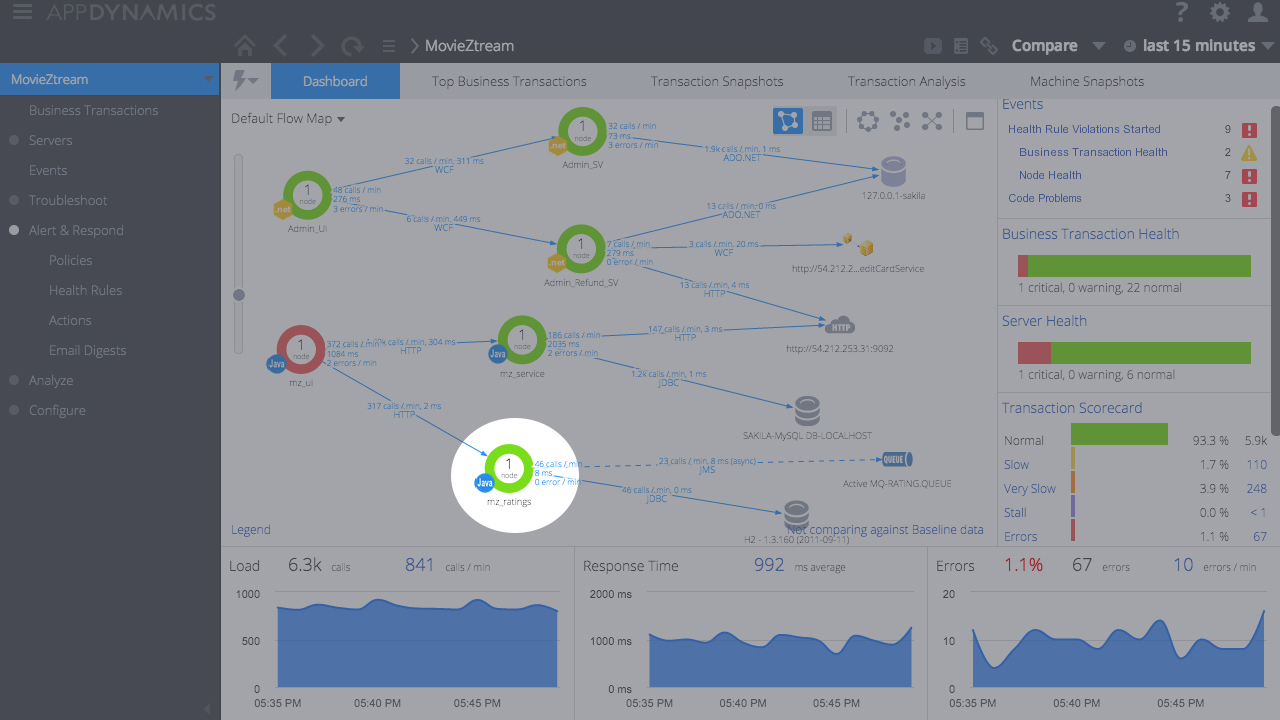 APPDYNAMICS
?
MovieZtream
Compare
last 15 minutes
MovieZtream
Business Transactions
Servers
Events
Troubleshoot
Alert & Respond
Policies
Health Rules
Actions
Email Digests
Analyze
Configure
Dashboard
Top Business Transactions
Transaction Snapshots
Transaction Analysis
Machine Snapshots
Default Flow Map
1
node
.net
Admin_SV
32 calls / min
73 ms
3 errors / min
1.9k calls / min, 1 ms
ADO.NET
127.0.0.1-sakila
32 calls / min, 311 ms
WCF
1
node
.net
Admin_UI
48 calls / min
276 ms
3 errors / min
6 calls / min, 449 ms
WCF
13 calls / min, 0 ms
ADO.NET
1
node
.net
Admin_Refund_SV
7 calls / min
279 ms
0 error / min
3 calls / min, 20 ms
WCF
http://54.212.2...editCardService
13 calls / min, 4 ms
HTTP
HTTP
http://54.212.253.31:9092
1
node
Java
mz_ui
372 calls / min
1084 ms
2 errors / min
calls / min, 304 ms
HTTP
1
node
Java
mz_service
186 calls / min
2035 ms
2 errors / min
147 calls / min, 3 ms
HTTP
1.2k calls / min, 1 ms
JDBC
SAKILA-MySQL DB-LOCALHOST
317 calls / min, 2 ms
HTTP
1
node
Java
mz_ratings
46 calls / min
8 ms
0 error / min
23 calls / min, 8 ms (async)
JMS
QUEUE
Active MQ-RATING.QUEUE
46 calls / min, 0 ms
JDBC
H2 - 1.3.160 (2011-09-11)
Legend
Not comparing against Baseline data
Events
Health Rule Violations Started 9
Business Transaction Health 2
Node Health 7
Code Problems 3
Business Transaction Health
1 critical, 0 warning, 22 normal
Server Health
1 critical, 0 warning, 6 normal
Transaction Scorecard
Normal 93.3 % 5.9k
Slow 1.7 % 110
Very Slow 3.9 % 248
Stall 0.0 % < 1
Errors 1.1 % 67
Load 6.3k calls 841 calls / min
1000
500
0
05:35 PM 05:40 PM 05:45 PM
Response Time 992 ms average
2000 ms
1000 ms
0 ms
05:35 PM 05:40 PM 05:45 PM
Errors 1.1% 67 errors 10 errors / min
20
10
0
05:35 PM 05:40 PM 05:45 PM